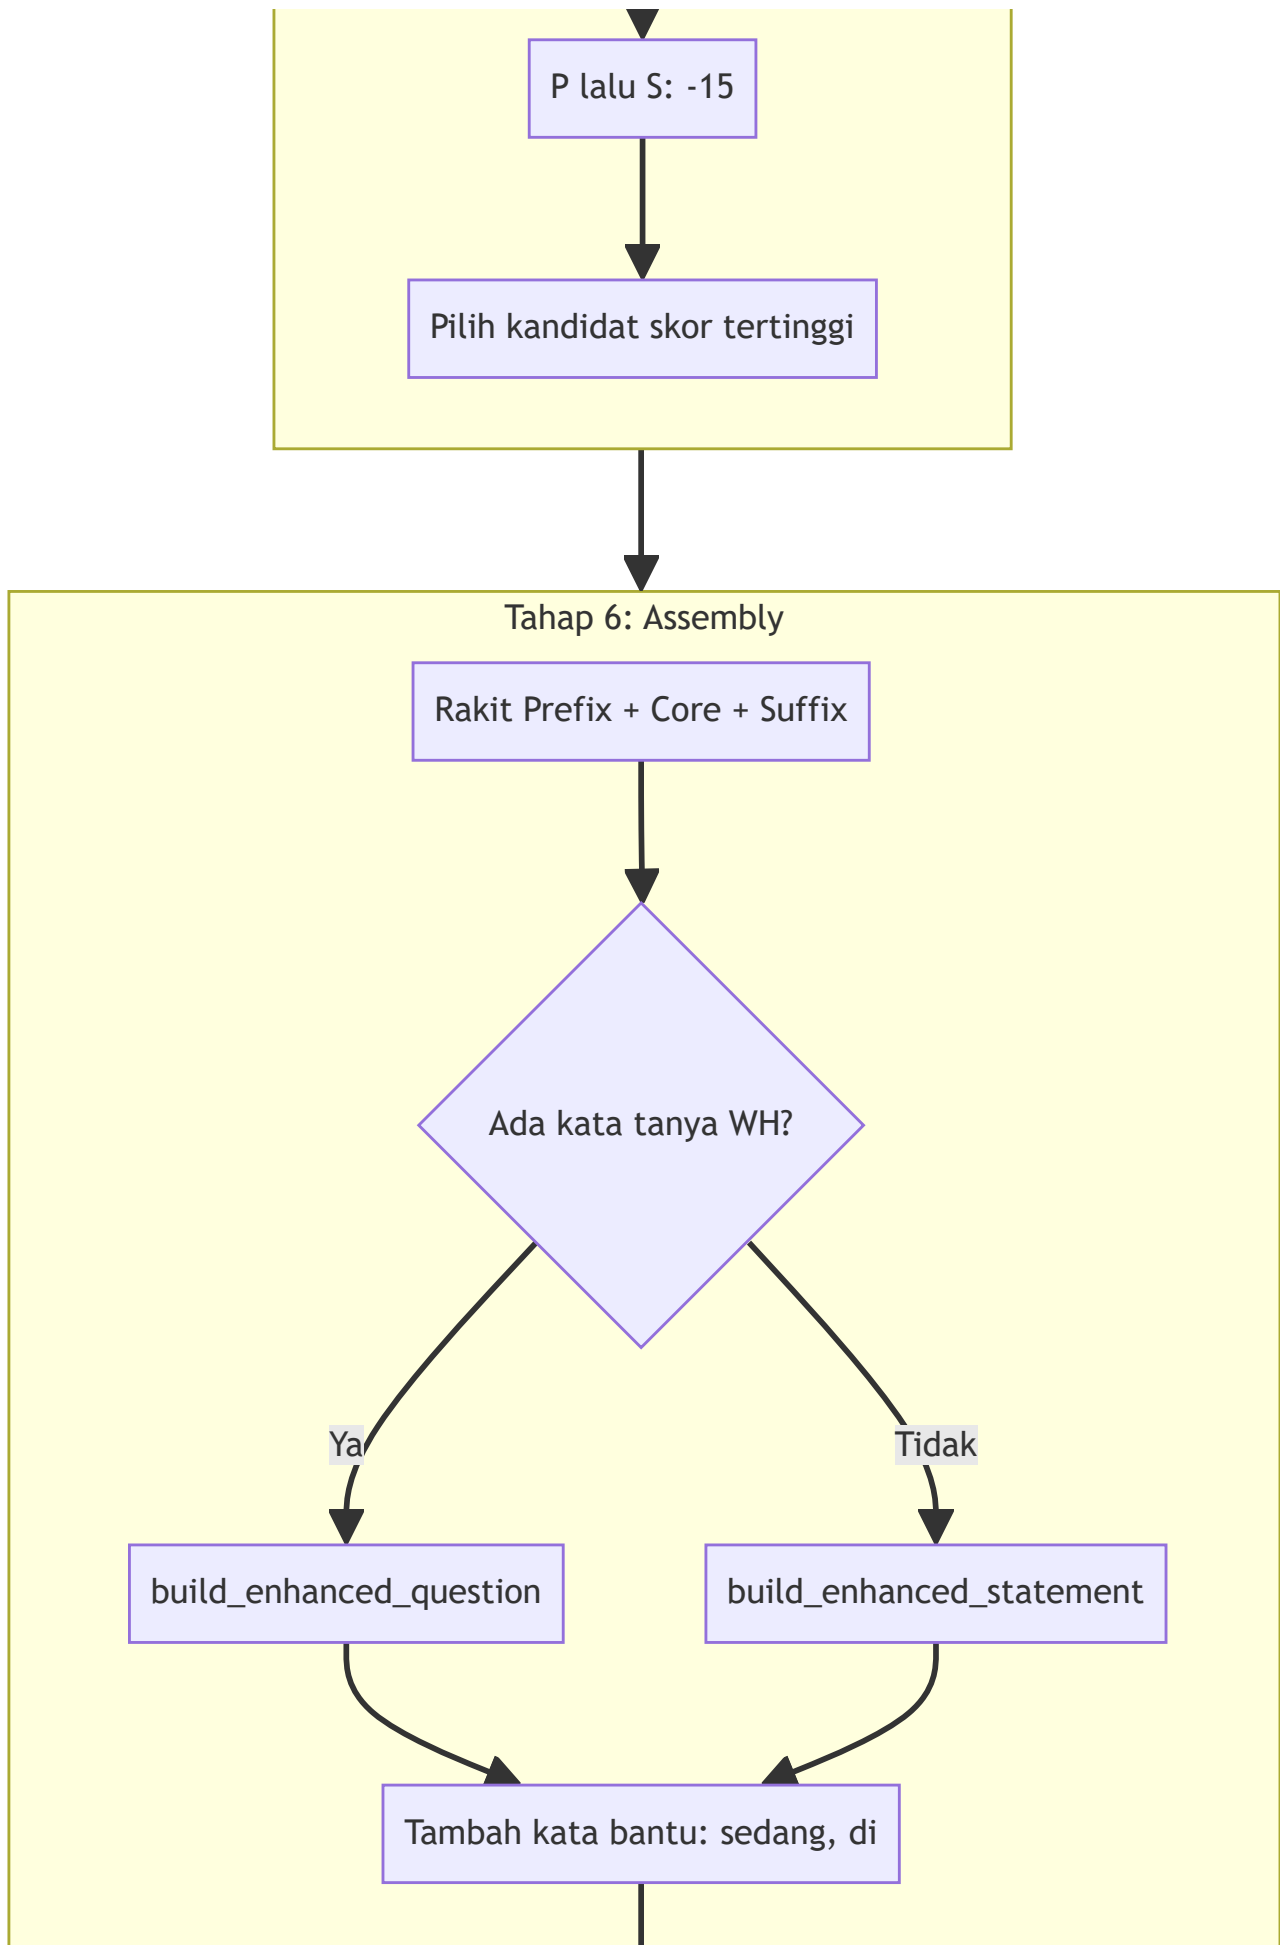 P lalu S: -15
Pilih kandidat skor tertinggi
Tahap 6: Assembly
Rakit Prefix + Core + Suffix
Ada kata tanya WH?
Ya
Tidak
build_enhanced_question
build_enhanced_statement
Tambah kata bantu: sedang, di